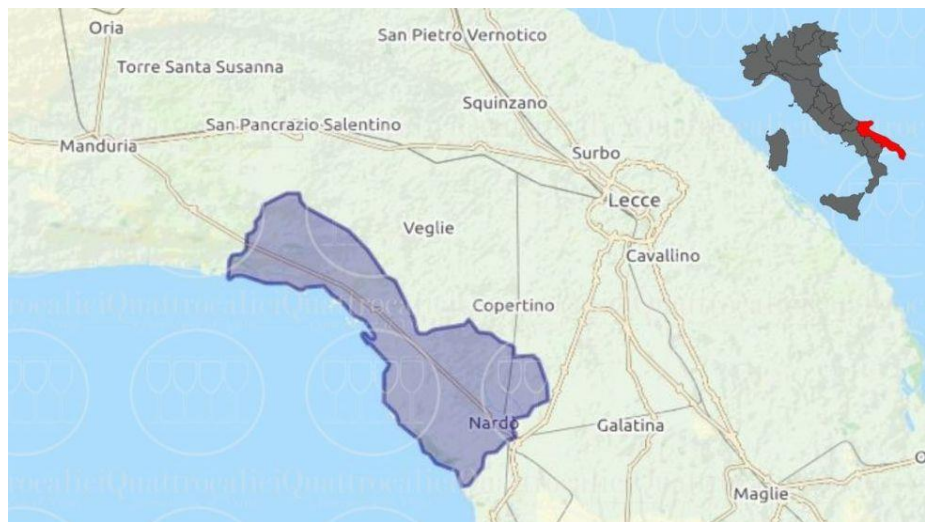 Oria
San Pietro Vernotico
Torre Santa Susanna
Squinzano
San Pancrazio Salentino
Manduria
Surbo
Lecce
Veglie
Cavallino
Copertino
Nardò
Galatina
Maglie
O
QuattrocaliciQuattrocaliciQuattrocalici